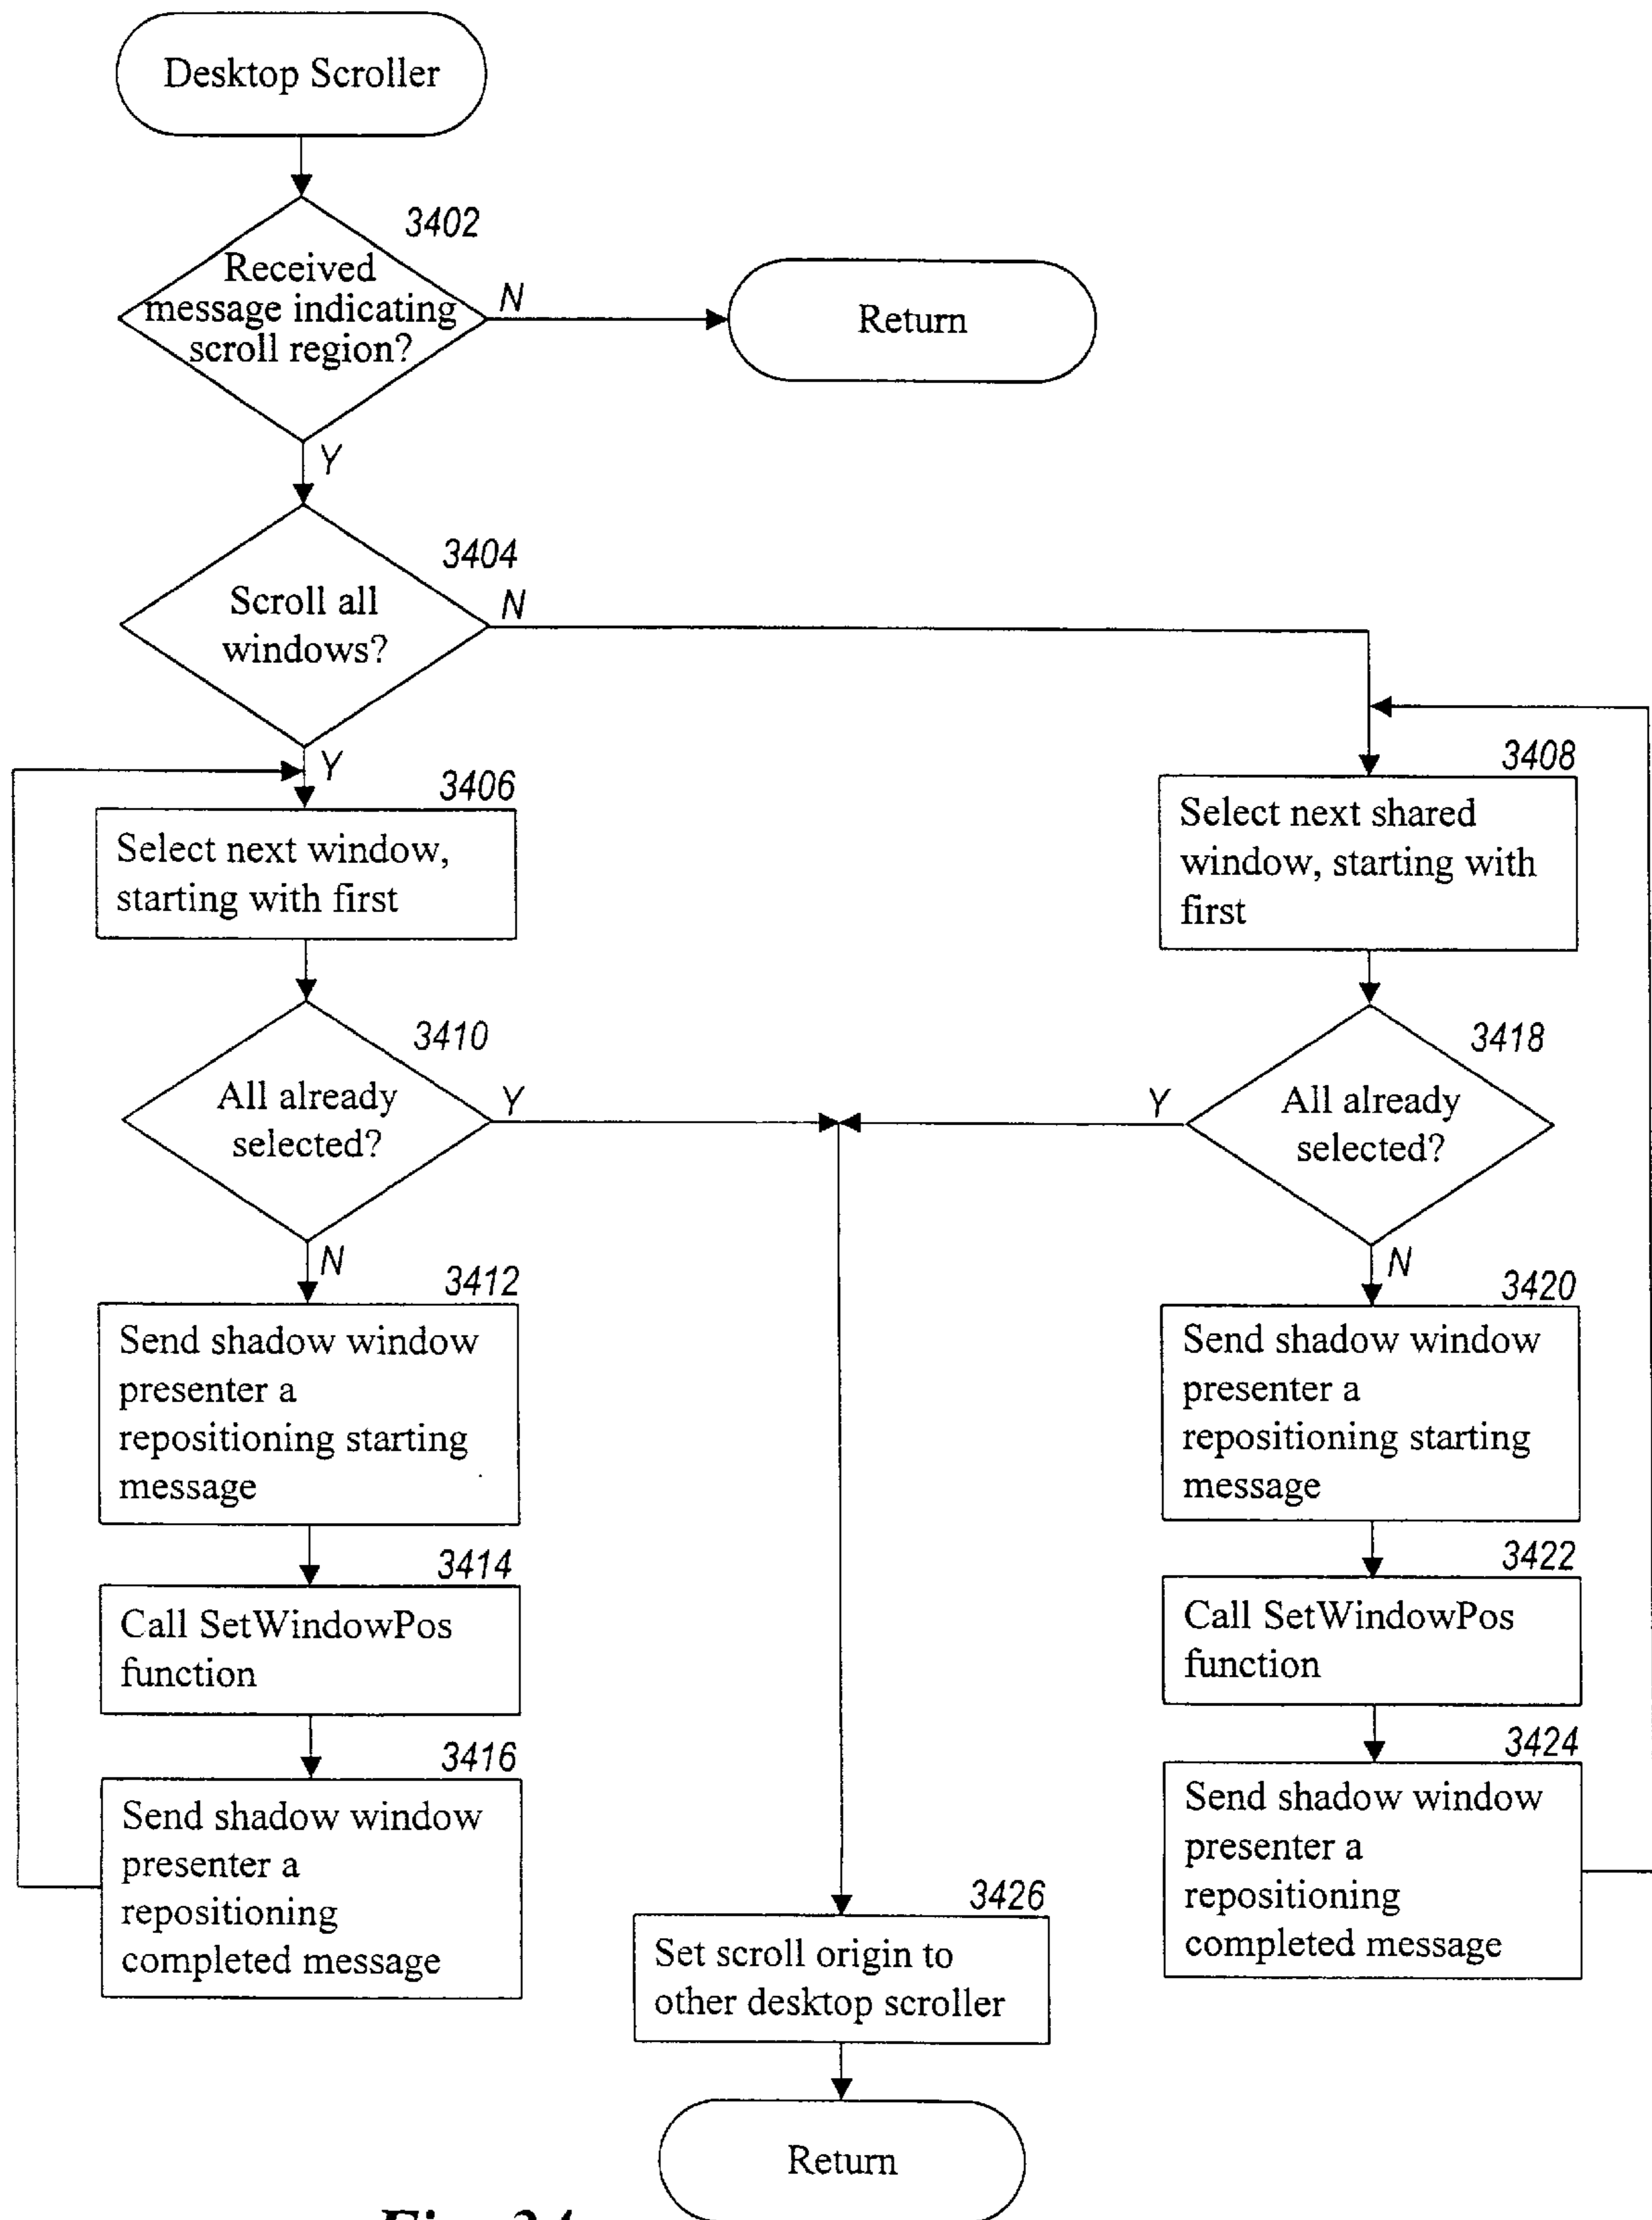 Desktop Scroller
3402
Received
message indicating
scroll region?
N
Return
Y
3404
Scroll all
windows?
N
Y
3406
Select next window,
starting with first
3408
Select next shared
window, starting with
first
3410
All already
selected?
Y
3418
All already
selected?
Y
N
3412
Send shadow window
presenter a
repositioning starting
message
N
3420
Send shadow window
presenter a
repositioning starting
message
3414
Call SetWindowPos
function
3422
Call SetWindowPos
function
3416
Send shadow window
presenter a
repositioning
completed message
3424
Send shadow window
presenter a
repositioning
completed message
3426
Set scroll origin to
other desktop scroller
Return